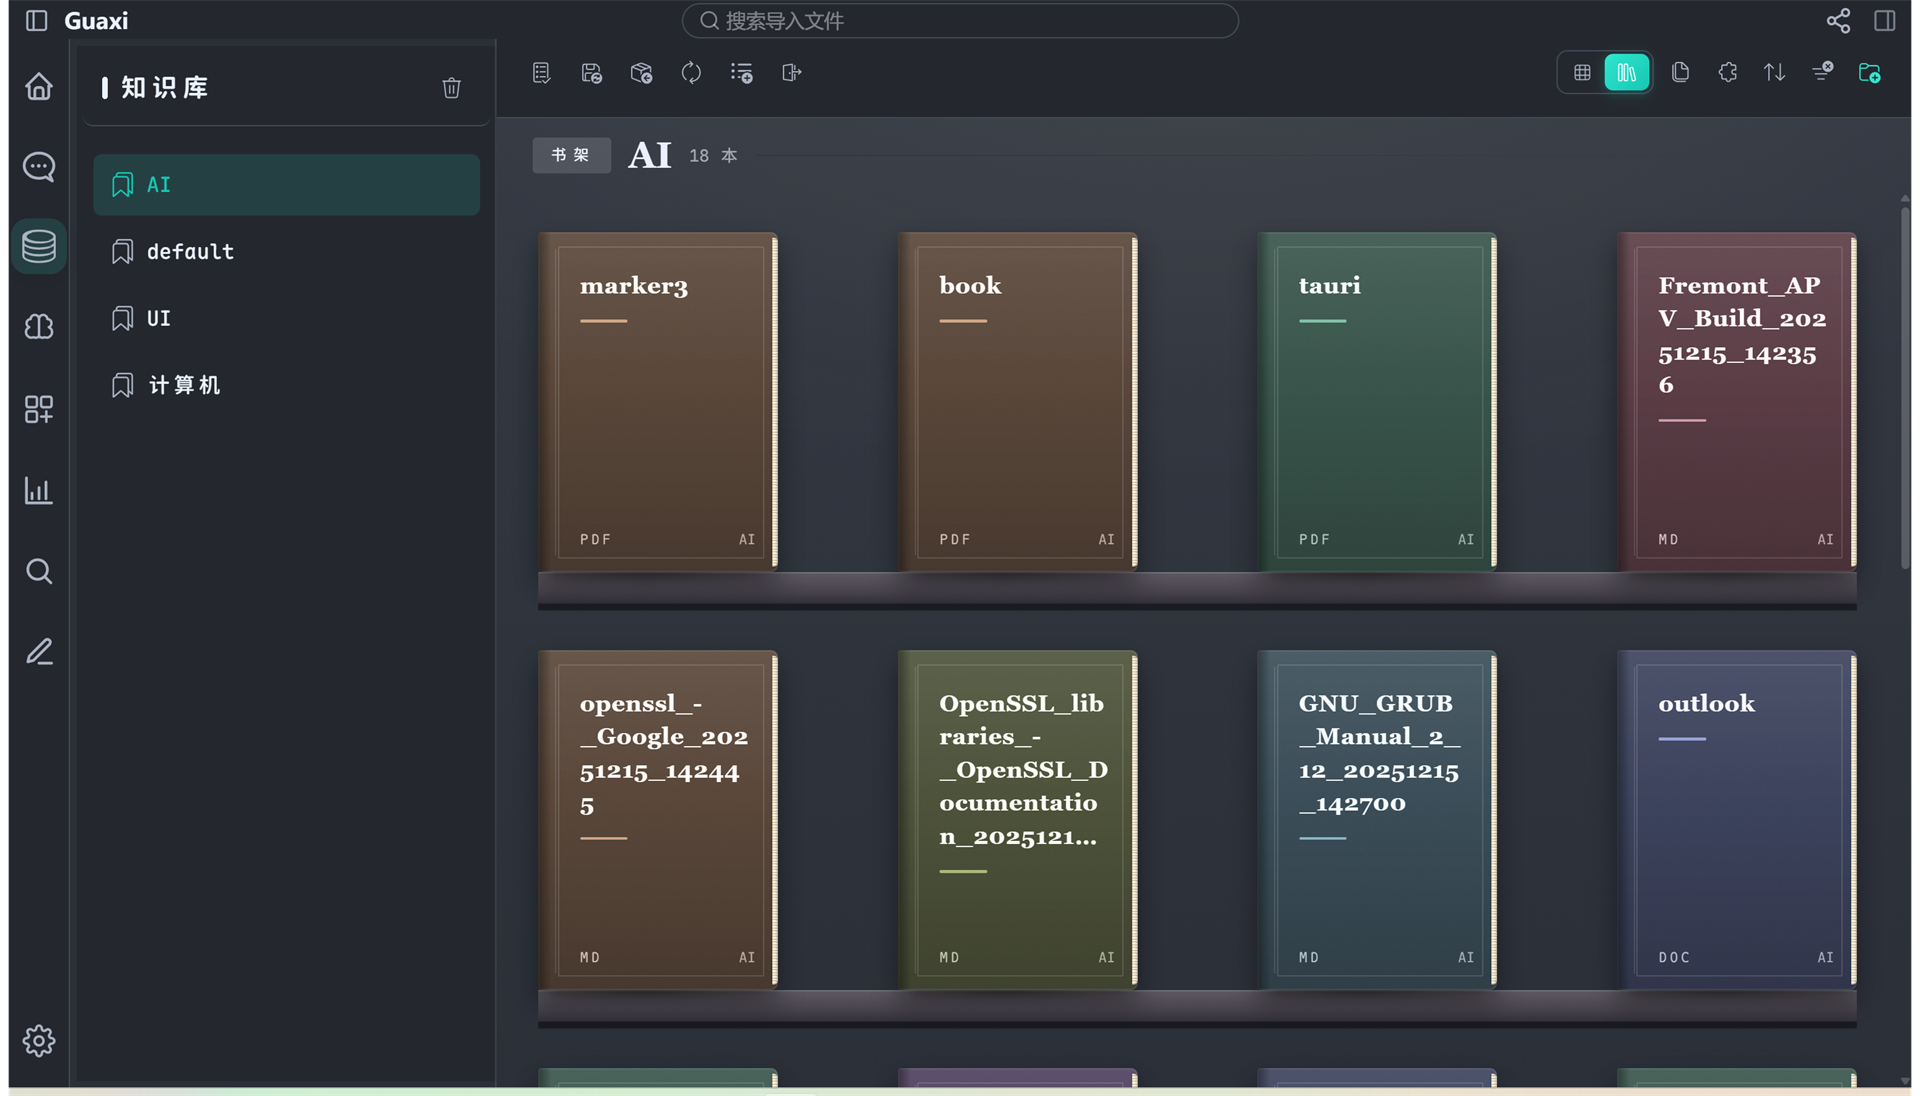 Guaxi
搜索导入文件
知识库
AI
default
UI
计算机
书架
AI
18 本
marker3
PDF AI
book
PDF AI
tauri
PDF AI
Fremont_AP
V_Build_202
51215_14235
6
MD AI
openssl_-
_Google_202
51215_14244
5
MD AI
OpenSSL_lib
raries_-
_OpenSSL_D
ocumentatio
n_2025121...
MD AI
GNU_GRUB
_Manual_2_
12_20251215
_142700
MD AI
outlook
DOC AI